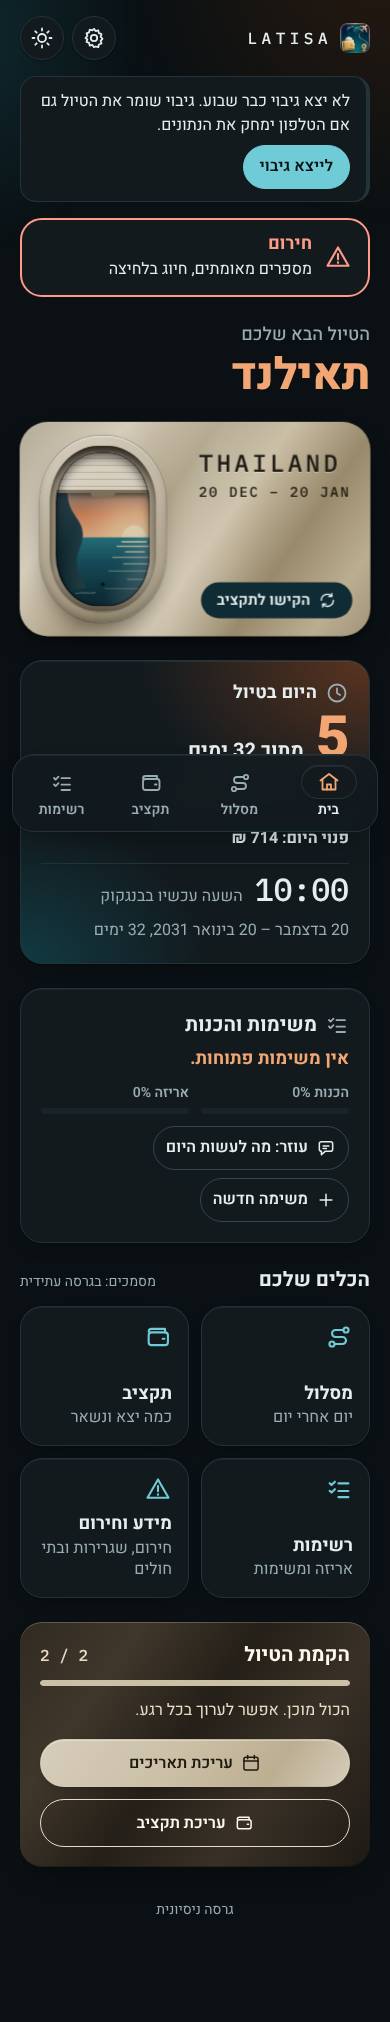 LATISA
לא יצא גיבוי כבר שבוע. גיבוי שומר את הטיול גם
אם הטלפון ימחק את הנתונים.
לייצא גיבוי
חירום
מספרים מאומתים, חיוג בלחיצה
הטיול הבא שלכם
תאילנד
THAILAND
20 DEC – 20 JAN
הקישו לתקציב
היום בטיול
5 מתוך 32 ימים
בית
מסלול
תקציב
רשימות
פנוי היום: 714 ₪
10:00 השעה עכשיו בבנגקוק
20 בדצמבר – 20 בינואר 2031, 32 ימים
משימות והכנות
אין משימות פתוחות.
הכנות 0%
אריזה 0%
עוזר: מה לעשות היום
משימה חדשה
הכלים שלכם
מסמכים: בגרסה עתידית
מסלול
יום אחרי יום
תקציב
כמה יצא ונשאר
רשימות
אריזה ומשימות
מידע וחירום
חירום, שגרירות ובתי
חולים
הקמת הטיול
2 / 2
הכול מוכן. אפשר לערוך בכל רגע.
עריכת תאריכים
עריכת תקציב
גרסה ניסיונית